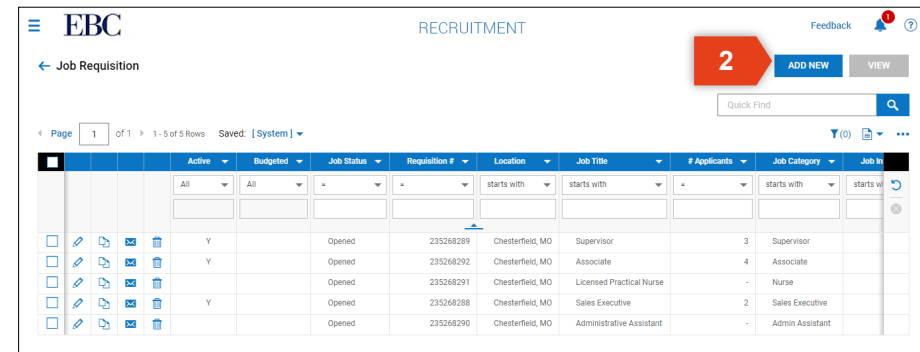 EBC RECRUITMENT Feedback 1 ?
Job Requisition 2 ADD NEW VIEW
Quick Find
Page 1 of 1 1 - 5 of 5 Rows Saved: [ System ] (0)
Active Budgeted Job Status Requisition # Location Job Title # Applicants Job Category Job In
All All = = starts with starts with = starts with starts wi
Y Opened 235268289 Chesterfield, MO Supervisor 3 Supervisor
Y Opened 235268292 Chesterfield, MO Associate 4 Associate
Opened 235268291 Chesterfield, MO Licensed Practical Nurse - Nurse
Y Opened 235268288 Chesterfield, MO Sales Executive 2 Sales Executive
Opened 235268290 Chesterfield, MO Administrative Assistant - Admin Assistant